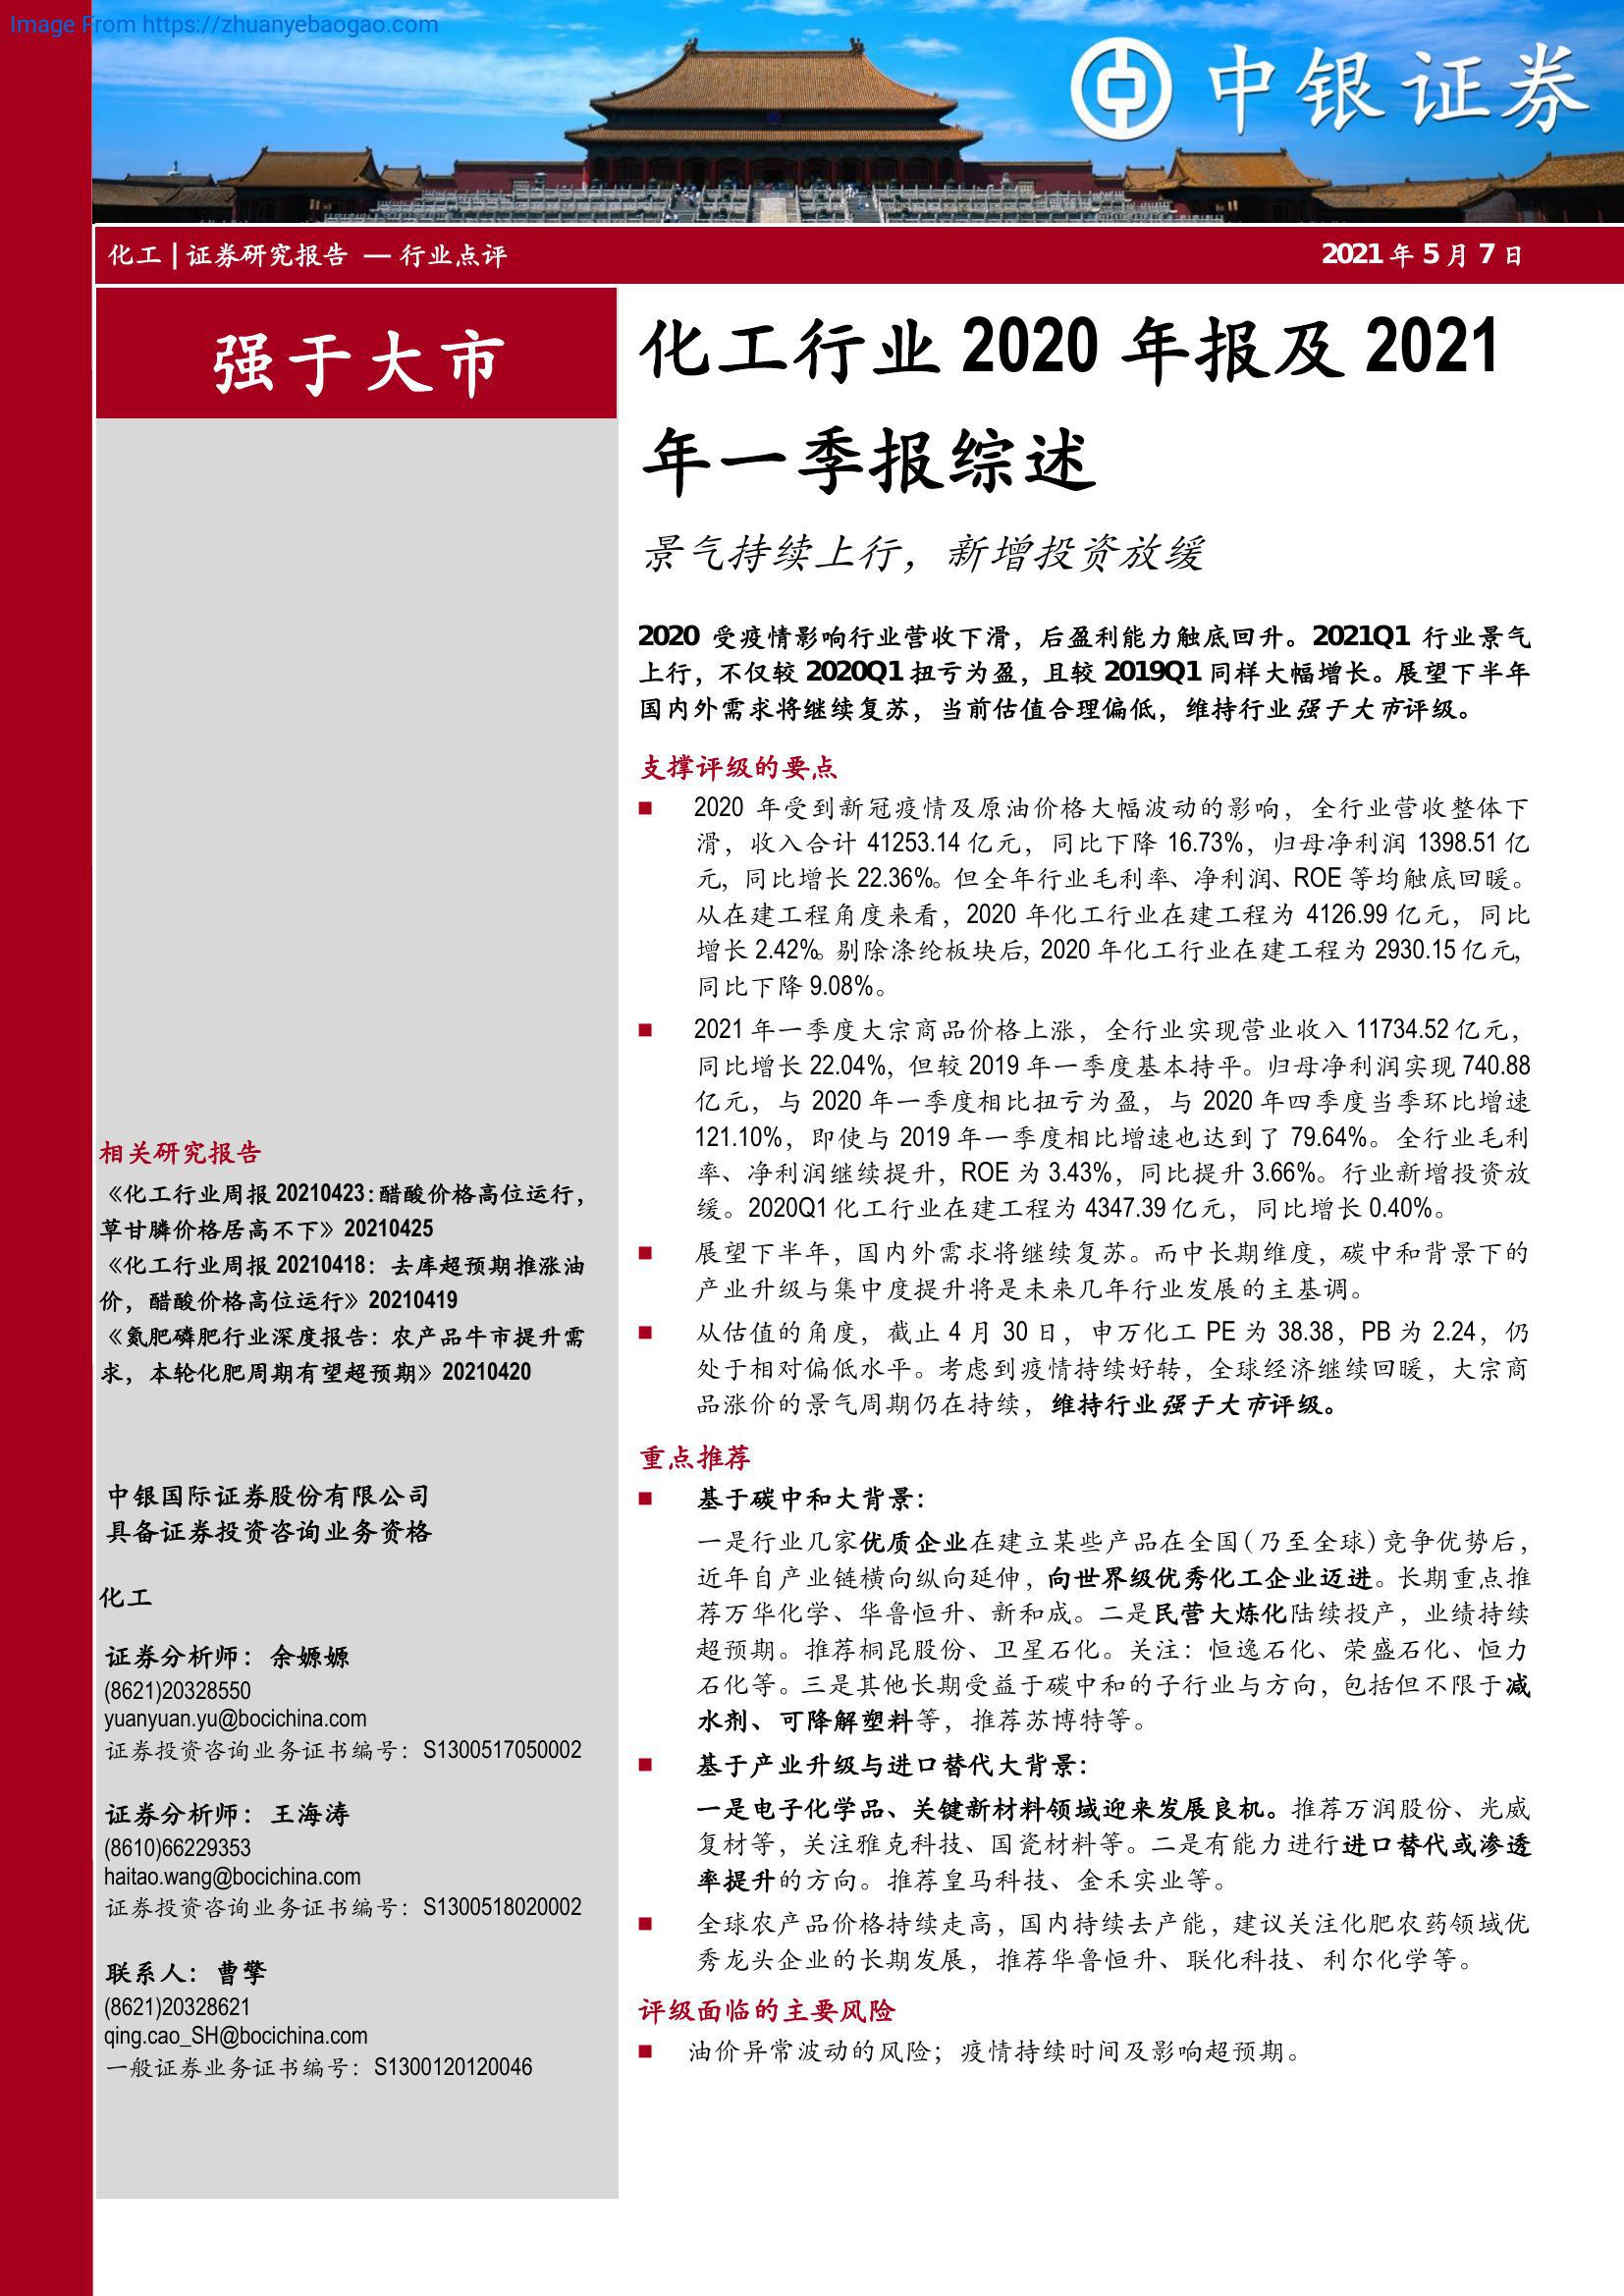 Image From https://zhuanyebaogao.com
中银证券
化工 | 证券研究报告 — 行业点评
2021 年 5 月 7 日
强于大市
化工行业 2020 年报及 2021
年一季报综述
景气持续上行，新增投资放缓
2020 受疫情影响行业营收下滑，后盈利能力触底回升。2021Q1 行业景气
上行，不仅较 2020Q1 扭亏为盈，且较 2019Q1 同样大幅增长。展望下半年
国内外需求将继续复苏，当前估值合理偏低，维持行业强于大市评级。
支撑评级的要点
■ 2020 年受到新冠疫情及原油价格大幅波动的影响，全行业营收整体下
滑，收入合计 41253.14 亿元，同比下降 16.73%，归母净利润 1398.51 亿
元，同比增长 22.36%。但全年行业毛利率、净利润、ROE 等均触底回暖。
从在建工程角度来看，2020 年化工行业在建工程为 4126.99 亿元，同比
增长 2.42%。剔除涤纶板块后，2020 年化工行业在建工程为 2930.15 亿元，
同比下降 9.08%。
■ 2021 年一季度大宗商品价格上涨，全行业实现营业收入 11734.52 亿元，
同比增长 22.04%，但较 2019 年一季度基本持平。归母净利润实现 740.88
亿元，与 2020 年一季度相比扭亏为盈，与 2020 年四季度当季环比增速
121.10%，即使与 2019 年一季度相比增速也达到了 79.64%。全行业毛利
率、净利润继续提升，ROE 为 3.43%，同比提升 3.66%。行业新增投资放
缓。2020Q1 化工行业在建工程为 4347.39 亿元，同比增长 0.40%。
■ 展望下半年，国内外需求将继续复苏。而中长期维度，碳中和背景下的
产业升级与集中度提升将是未来几年行业发展的主基调。
■ 从估值的角度，截止 4 月 30 日，申万化工 PE 为 38.38，PB 为 2.24，仍
处于相对偏低水平。考虑到疫情持续好转，全球经济继续回暖，大宗商
品涨价的景气周期仍在持续，维持行业强于大市评级。
重点推荐
■ 基于碳中和大背景：
一是行业几家优质企业在建立某些产品在全国（乃至全球）竞争优势后，
近年自产业链横向纵向延伸，向世界级优秀化工企业迈进。长期重点推
荐万华化学、华鲁恒升、新和成。二是民营大炼化陆续投产，业绩持续
超预期。推荐桐昆股份、卫星石化。关注：恒逸石化、荣盛石化、恒力
石化等。三是其他长期受益于碳中和的子行业与方向，包括但不限于减
水剂、可降解塑料等，推荐苏博特等。
■ 基于产业升级与进口替代大背景：
一是电子化学品、关键新材料领域迎来发展良机。推荐万润股份、光威
复材等，关注雅克科技、国瓷材料等。二是有能力进行进口替代或渗透
率提升的方向。推荐皇马科技、金禾实业等。
■ 全球农产品价格持续走高，国内持续去产能，建议关注化肥农药领域优
秀龙头企业的长期发展，推荐华鲁恒升、联化科技、利尔化学等。
评级面临的主要风险
■ 油价异常波动的风险；疫情持续时间及影响超预期。
相关研究报告
《化工行业周报 20210423：醋酸价格高位运行，
草甘膦价格居高不下》20210425
《化工行业周报 20210418：去库超预期推涨油
价，醋酸价格高位运行》20210419
《氮肥磷肥行业深度报告：农产品牛市提升需
求，本轮化肥周期有望超预期》20210420
中银国际证券股份有限公司
具备证券投资咨询业务资格
化工
证券分析师：余嫄嫄
(8621)20328550
yuanyuan.yu@bocichina.com
证券投资咨询业务证书编号：S1300517050002
证券分析师：王海涛
(8610)66229353
haitao.wang@bocichina.com
证券投资咨询业务证书编号：S1300518020002
联系人：曹擎
(8621)20328621
qing.cao_SH@bocichina.com
一般证券业务证书编号：S1300120120046